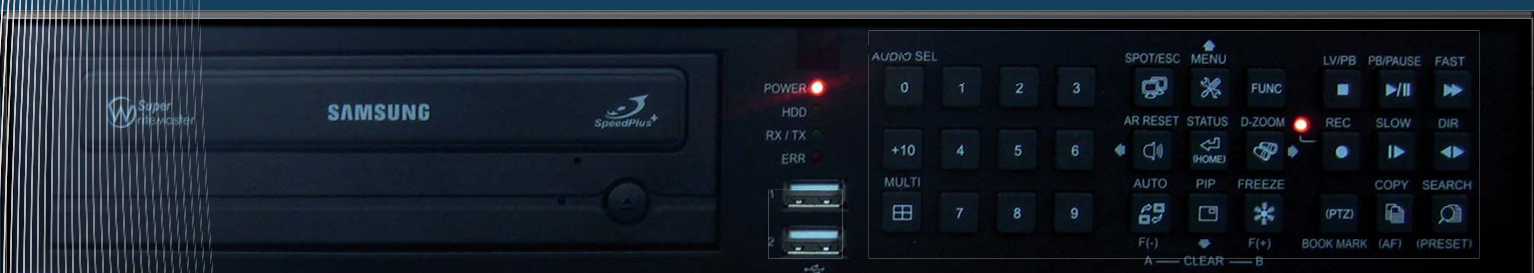 Super
Writemaster
SAMSUNG
SpeedPlus+
POWER
HDD
RX / TX
ERR
1
2
AUDIO SEL
0 1 2 3
+10 4 5 6
MULTI
7 8 9
SPOT/ESC MENU
FUNC
AR RESET STATUS D-ZOOM
(HOME)
AUTO PIP FREEZE
F(-) F(+)
A — CLEAR — B
LV/PB PB/PAUSE FAST
REC SLOW DIR
COPY SEARCH
(PTZ)
BOOK MARK (AF) (PRESET)